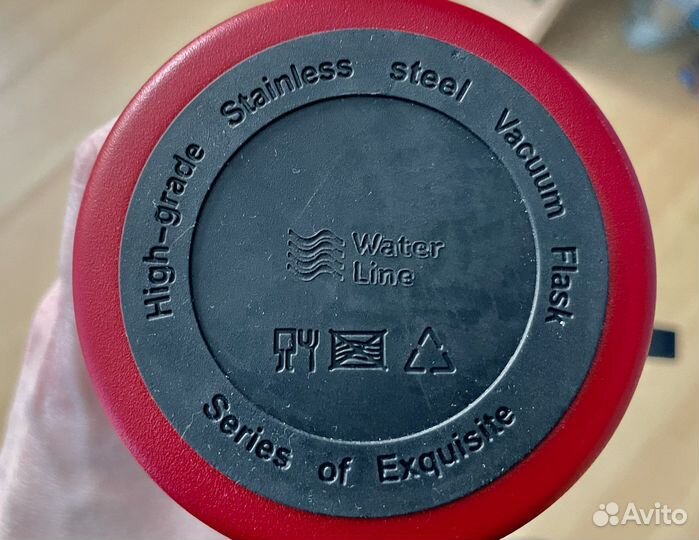 High-grade Stainless steel Vacuum Flask
Water
Line
Series of Exquisite
Avito